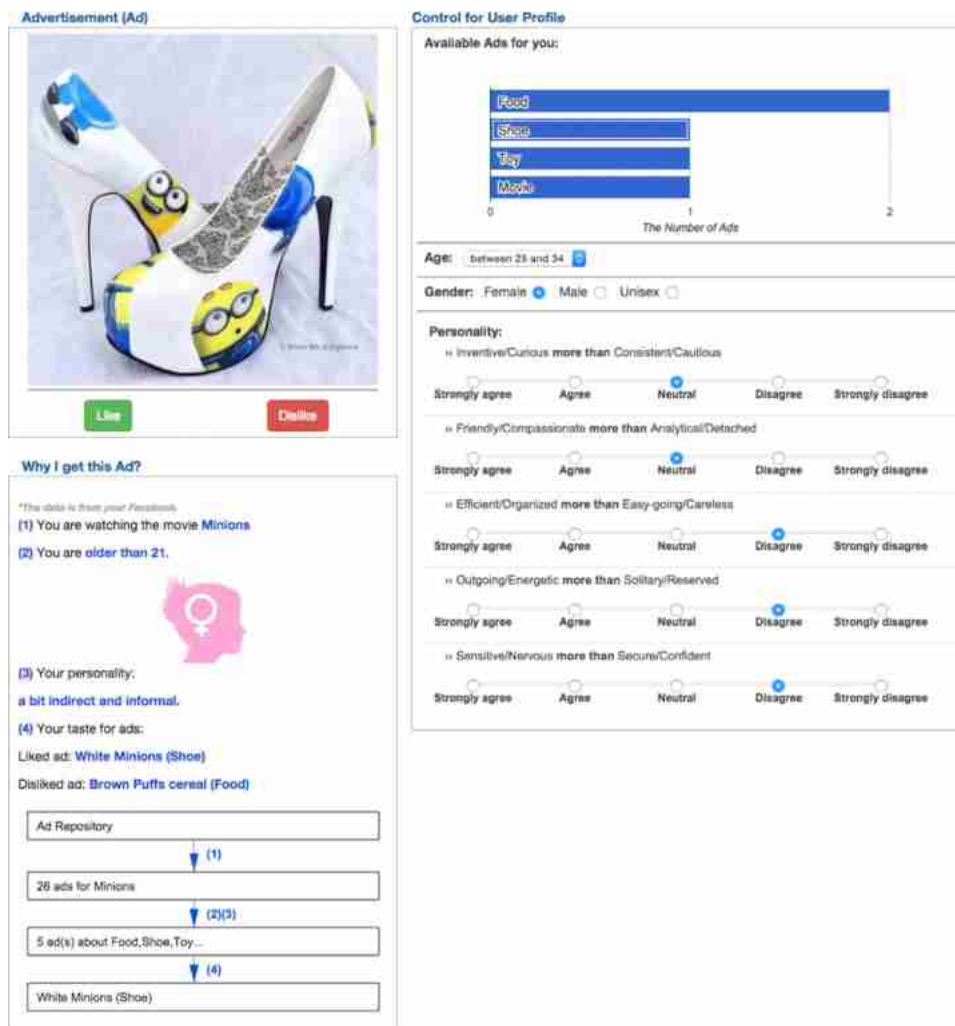 Advertisement (Ad)
Like
Dislike
Why I get this Ad?
*The data is from your Facebook.
(1) You are watching the movie Minions
(2) You are older than 21.
(3) Your personality:
a bit indirect and informal.
(4) Your taste for ads:
Liked ad: White Minions (Shoe)
Disliked ad: Brown Puffs cereal (Food)
Ad Repository
(1)
26 ads for Minions
(2)(3)
5 ad(s) about Food,Shoe,Toy...
(4)
White Minions (Shoe)
Control for User Profile
Available Ads for you:
Food
Shoe
Toy
Movie
0 1 2
The Number of Ads
Age: between 25 and 34
Gender: Female Male Unisex
Personality:
›› Inventive/Curious more than Consistent/Cautious
Strongly agree Agree Neutral Disagree Strongly disagree
›› Friendly/Compassionate more than Analytical/Detached
Strongly agree Agree Neutral Disagree Strongly disagree
›› Efficient/Organized more than Easy-going/Careless
Strongly agree Agree Neutral Disagree Strongly disagree
›› Outgoing/Energetic more than Solitary/Reserved
Strongly agree Agree Neutral Disagree Strongly disagree
›› Sensitive/Nervous more than Secure/Confident
Strongly agree Agree Neutral Disagree Strongly disagree